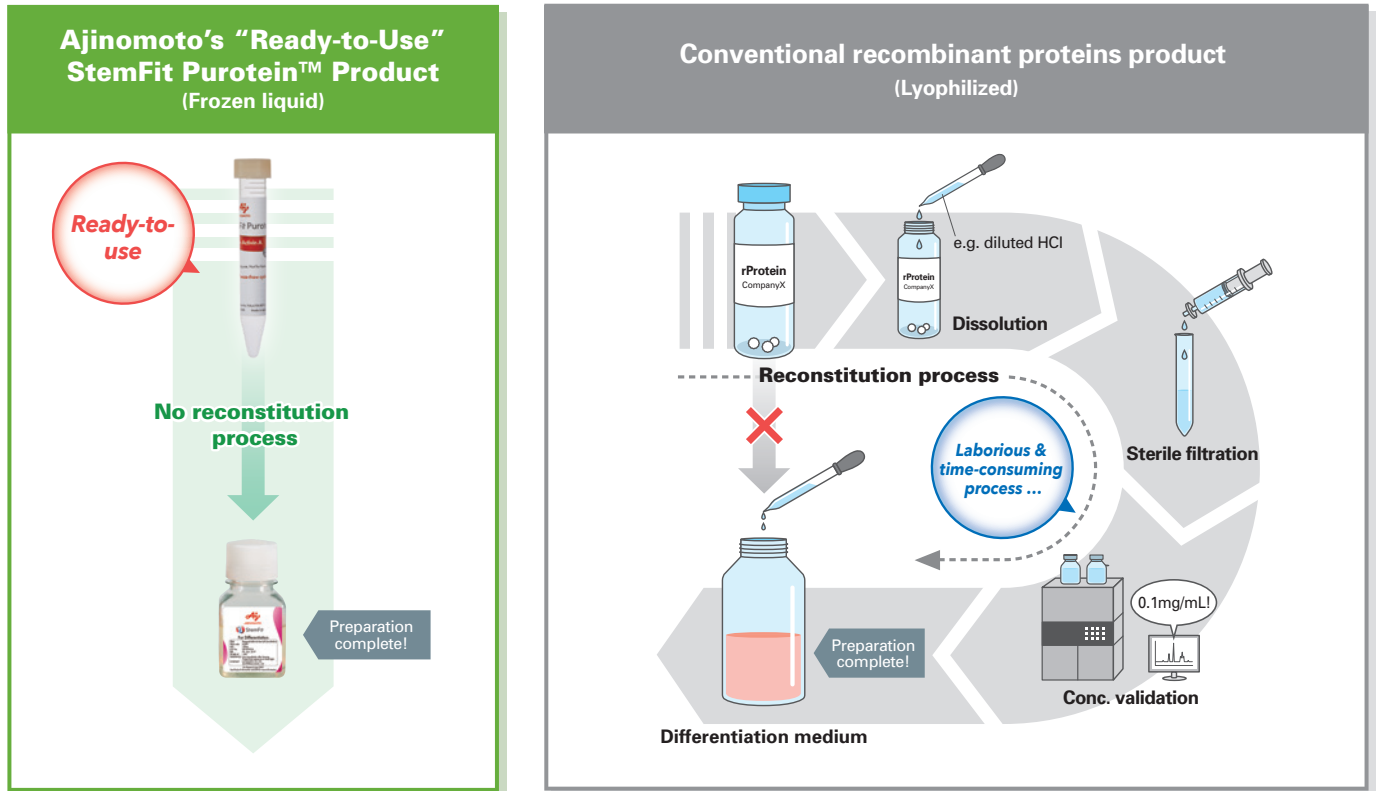 Ajinomoto's “Ready-to-Use”
StemFit Purotein™ Product
(Frozen liquid)
Ready-to-
use
No reconstitution
process
StemFit
Preparation
complete!
Conventional recombinant proteins product
(Lyophilized)
rProtein
CompanyX
e.g. diluted HCl
rProtein
CompanyX
Dissolution
Reconstitution process
Laborious &
time-consuming
process ...
Sterile filtration
0.1mg/mL!
Conc. validation
Preparation
complete!
Differentiation medium